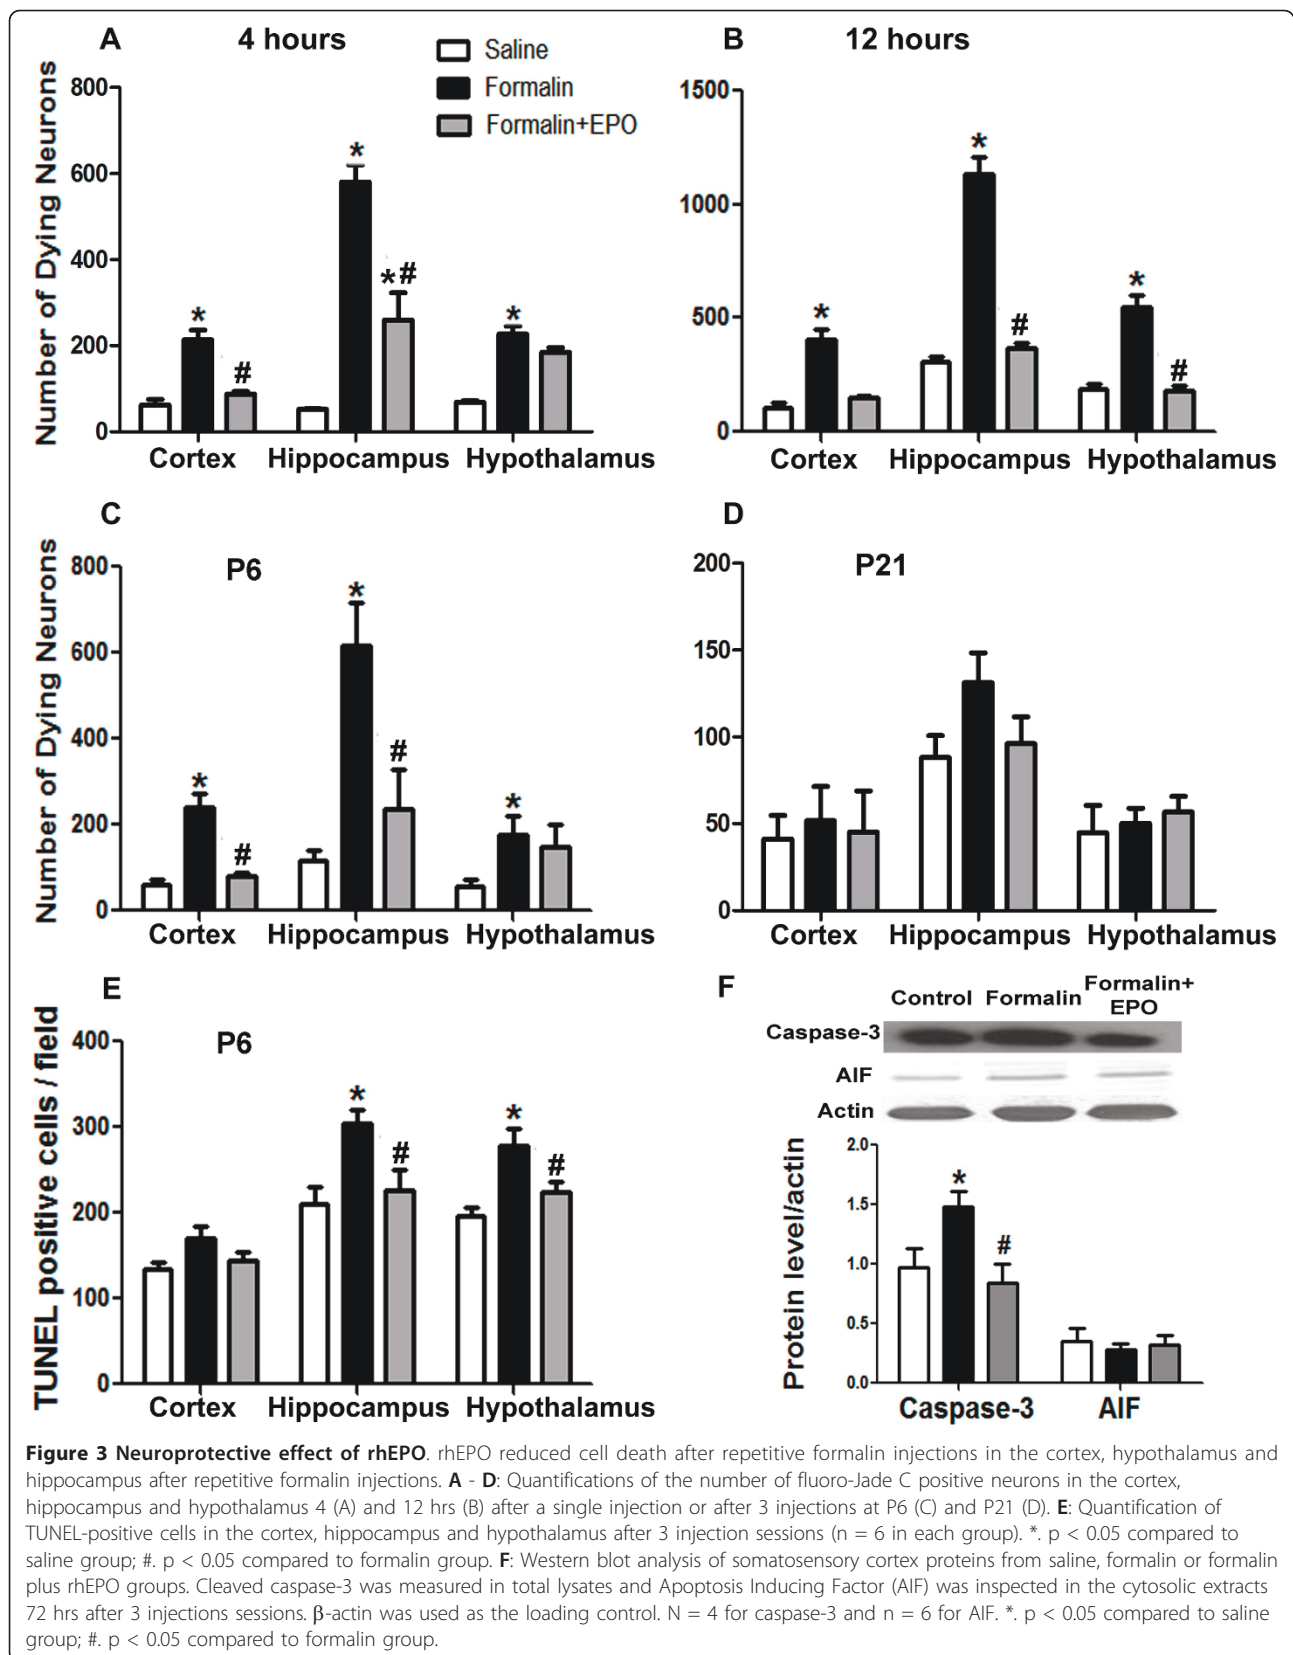 A
4 hours
Saline
Formalin
Formalin+EPO
Number of Dying Neurons
800
600
400
200
0
*
#
*
*#
*
Cortex
Hippocampus
Hypothalamus
B
12 hours
1500
1000
500
0
*
*
#
*
#
Cortex
Hippocampus
Hypothalamus
C
P6
Number of Dying Neurons
800
600
400
200
0
*
#
*
#
*
Cortex
Hippocampus
Hypothalamus
D
P21
200
150
100
50
0
Cortex
Hippocampus
Hypothalamus
E
P6
TUNEL positive cells / field
400
300
200
100
0
*
#
*
#
Cortex
Hippocampus
Hypothalamus
F
Control
Formalin
Formalin+
EPO
Caspase-3
AIF
Actin
Protein level/actin
2.0
1.5
1.0
0.5
0.0
*
#
Caspase-3
AIF
Figure 3 Neuroprotective effect of rhEPO. rhEPO reduced cell death after repetitive formalin injections in the cortex, hypothalamus and
hippocampus after repetitive formalin injections. A - D: Quantifications of the number of fluoro-Jade C positive neurons in the cortex,
hippocampus and hypothalamus 4 (A) and 12 hrs (B) after a single injection or after 3 injections at P6 (C) and P21 (D). E: Quantification of
TUNEL-positive cells in the cortex, hippocampus and hypothalamus after 3 injection sessions (n = 6 in each group). *. p < 0.05 compared to
saline group; #. p < 0.05 compared to formalin group. F: Western blot analysis of somatosensory cortex proteins from saline, formalin or formalin
plus rhEPO groups. Cleaved caspase-3 was measured in total lysates and Apoptosis Inducing Factor (AIF) was inspected in the cytosolic extracts
72 hrs after 3 injections sessions. β-actin was used as the loading control. N = 4 for caspase-3 and n = 6 for AIF. *. p < 0.05 compared to saline
group; #. p < 0.05 compared to formalin group.